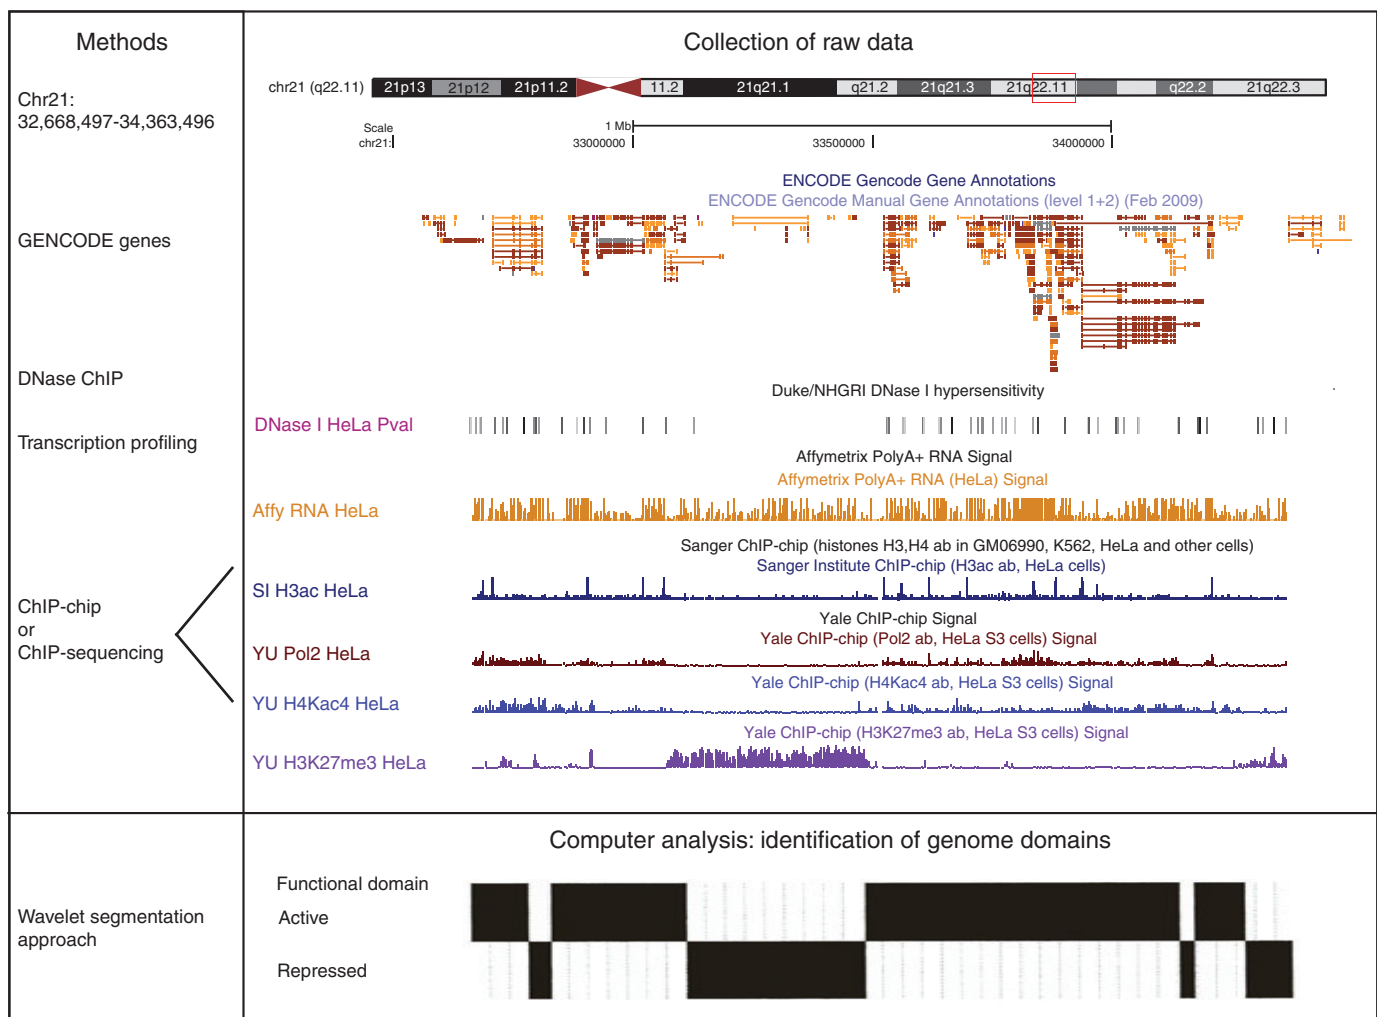 Methods
Collection of raw data
Chr21:
32,668,497-34,363,496
chr21 (q22.11) 21p13 21p12 21p11.2 11.2 21q21.1 q21.2 21q21.3 21q22.11 q22.2 21q22.3
Scale 1 Mb
chr21: 33000000 33500000 34000000
ENCODE Gencode Gene Annotations
ENCODE Gencode Manual Gene Annotations (level 1+2) (Feb 2009)
GENCODE genes
DNase ChIP
Duke/NHGRI DNase I hypersensitivity
DNase I HeLa Pval
Transcription profiling
Affymetrix PolyA+ RNA Signal
Affymetrix PolyA+ RNA (HeLa) Signal
Affy RNA HeLa
Sanger ChIP-chip (histones H3,H4 ab in GM06990, K562, HeLa and other cells)
Sanger Institute ChIP-chip (H3ac ab, HeLa cells)
SI H3ac HeLa
ChIP-chip
or
ChIP-sequencing
Yale ChIP-chip Signal
Yale ChIP-chip (Pol2 ab, HeLa S3 cells) Signal
YU Pol2 HeLa
Yale ChIP-chip (H4Kac4 ab, HeLa S3 cells) Signal
YU H4Kac4 HeLa
Yale ChIP-chip (H3K27me3 ab, HeLa S3 cells) Signal
YU H3K27me3 HeLa
Computer analysis: identification of genome domains
Wavelet segmentation
approach
Functional domain
Active
Repressed